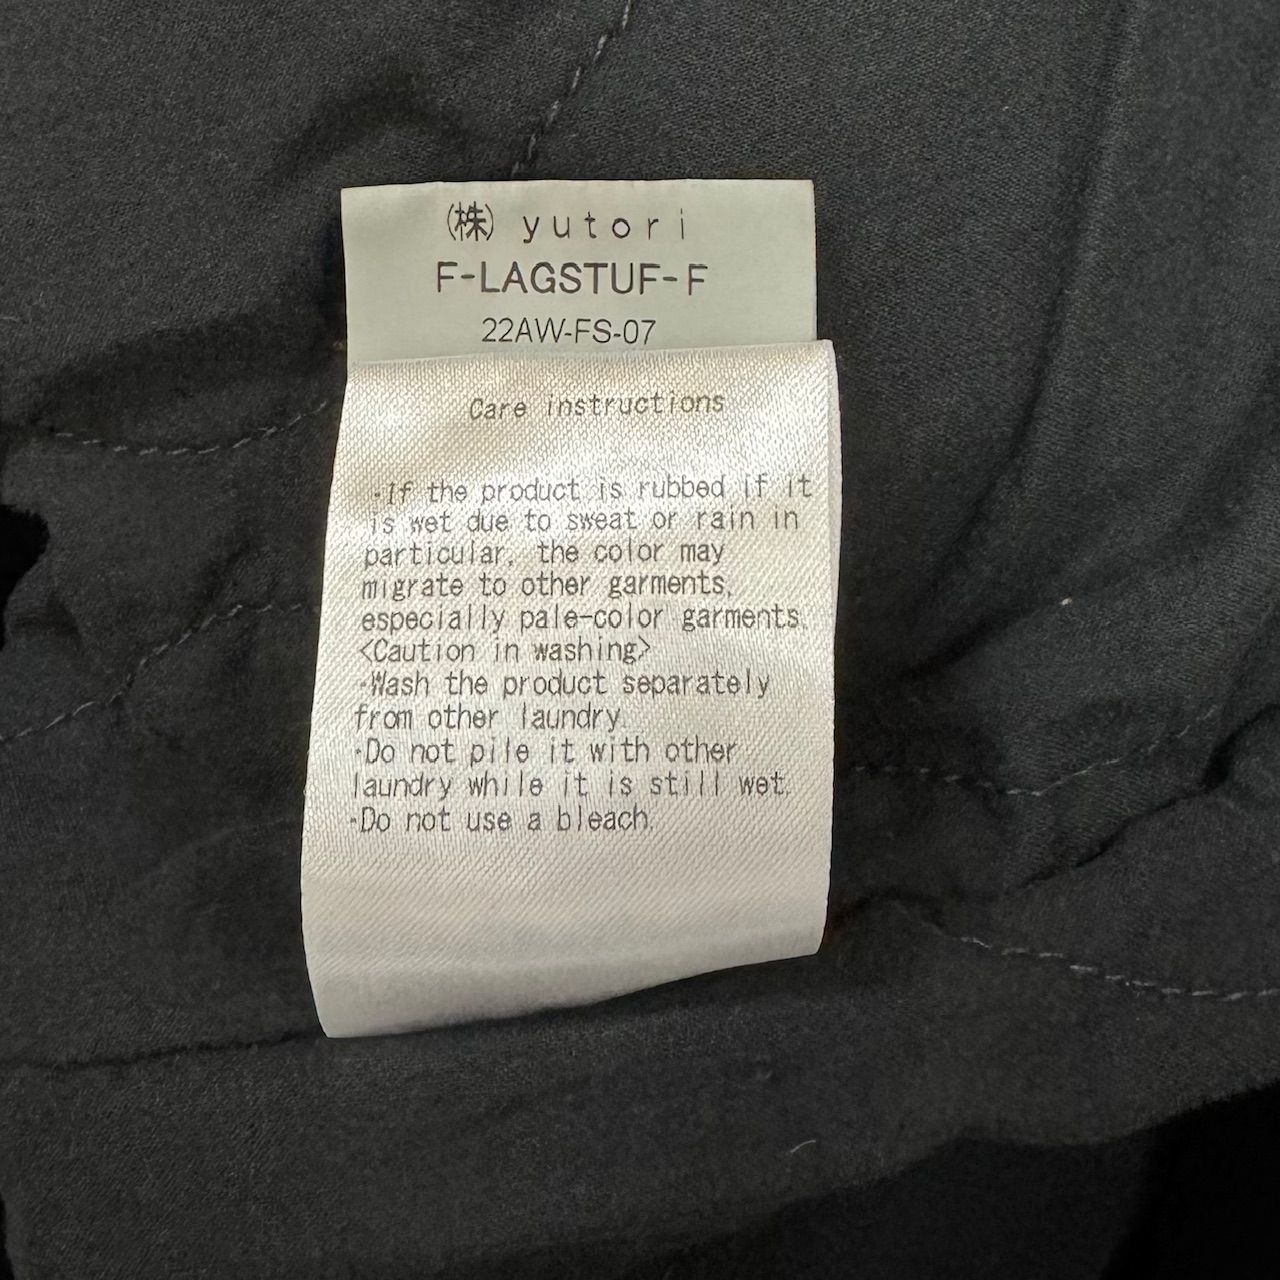 (株) yutori
F-LAGSTUF-F
22AW-FS-07
Care instructions
・If the product is rubbed if it
is wet due to sweat or rain in
particular, the color may
migrate to other garments,
especially pale-color garments.
<Caution in washing>
・Wash the product separately
from other laundry.
・Do not pile it with other
laundry while it is still wet.
・Do not use a bleach.